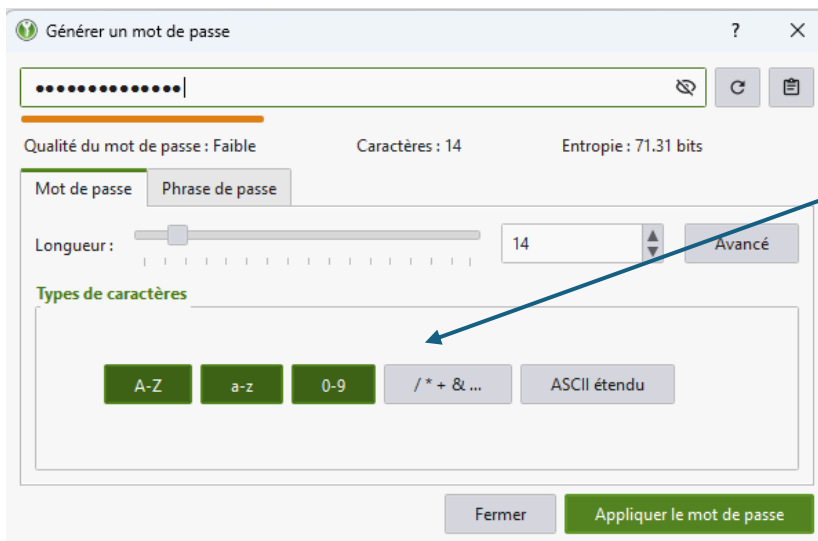 Générer un mot de passe ?
••••••••••••••
Qualité du mot de passe : Faible Caractères : 14 Entropie : 71.31 bits
Mot de passe Phrase de passe
Longueur : 14 Avancé
Types de caractères
A-Z a-z 0-9 / * + & ... ASCII étendu
Fermer Appliquer le mot de passe